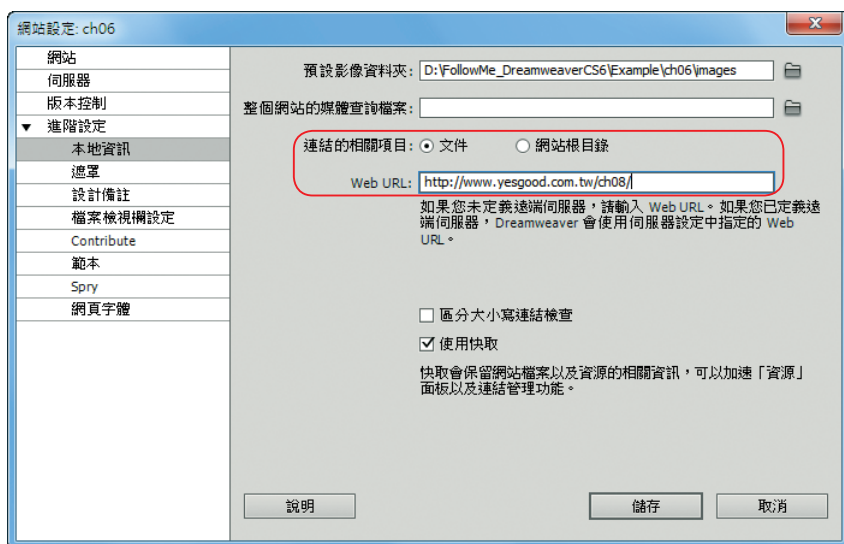 網站設定: ch06
x
網站
伺服器
版本控制
▼ 進階設定
本地資訊
遮罩
設計備註
檔案檢視欄設定
Contribute
範本
Spry
網頁字體
預設影像資料夾: D:\FollowMe_DreamweaverCS6\Example\ch06\images
整個網站的媒體查詢檔案:
連結的相關項目: 文件 網站根目錄
Web URL: http://www.yesgood.com.tw/ch08/
如果您未定義遠端伺服器，請輸入 Web URL。如果您已定義遠
端伺服器，Dreamweaver 會使用伺服器設定中指定的 Web
URL。
區分大小寫連結檢查
使用快取
快取會保留網站檔案以及資源的相關資訊，可以加速「資源」
面板以及連結管理功能。
說明 儲存 取消